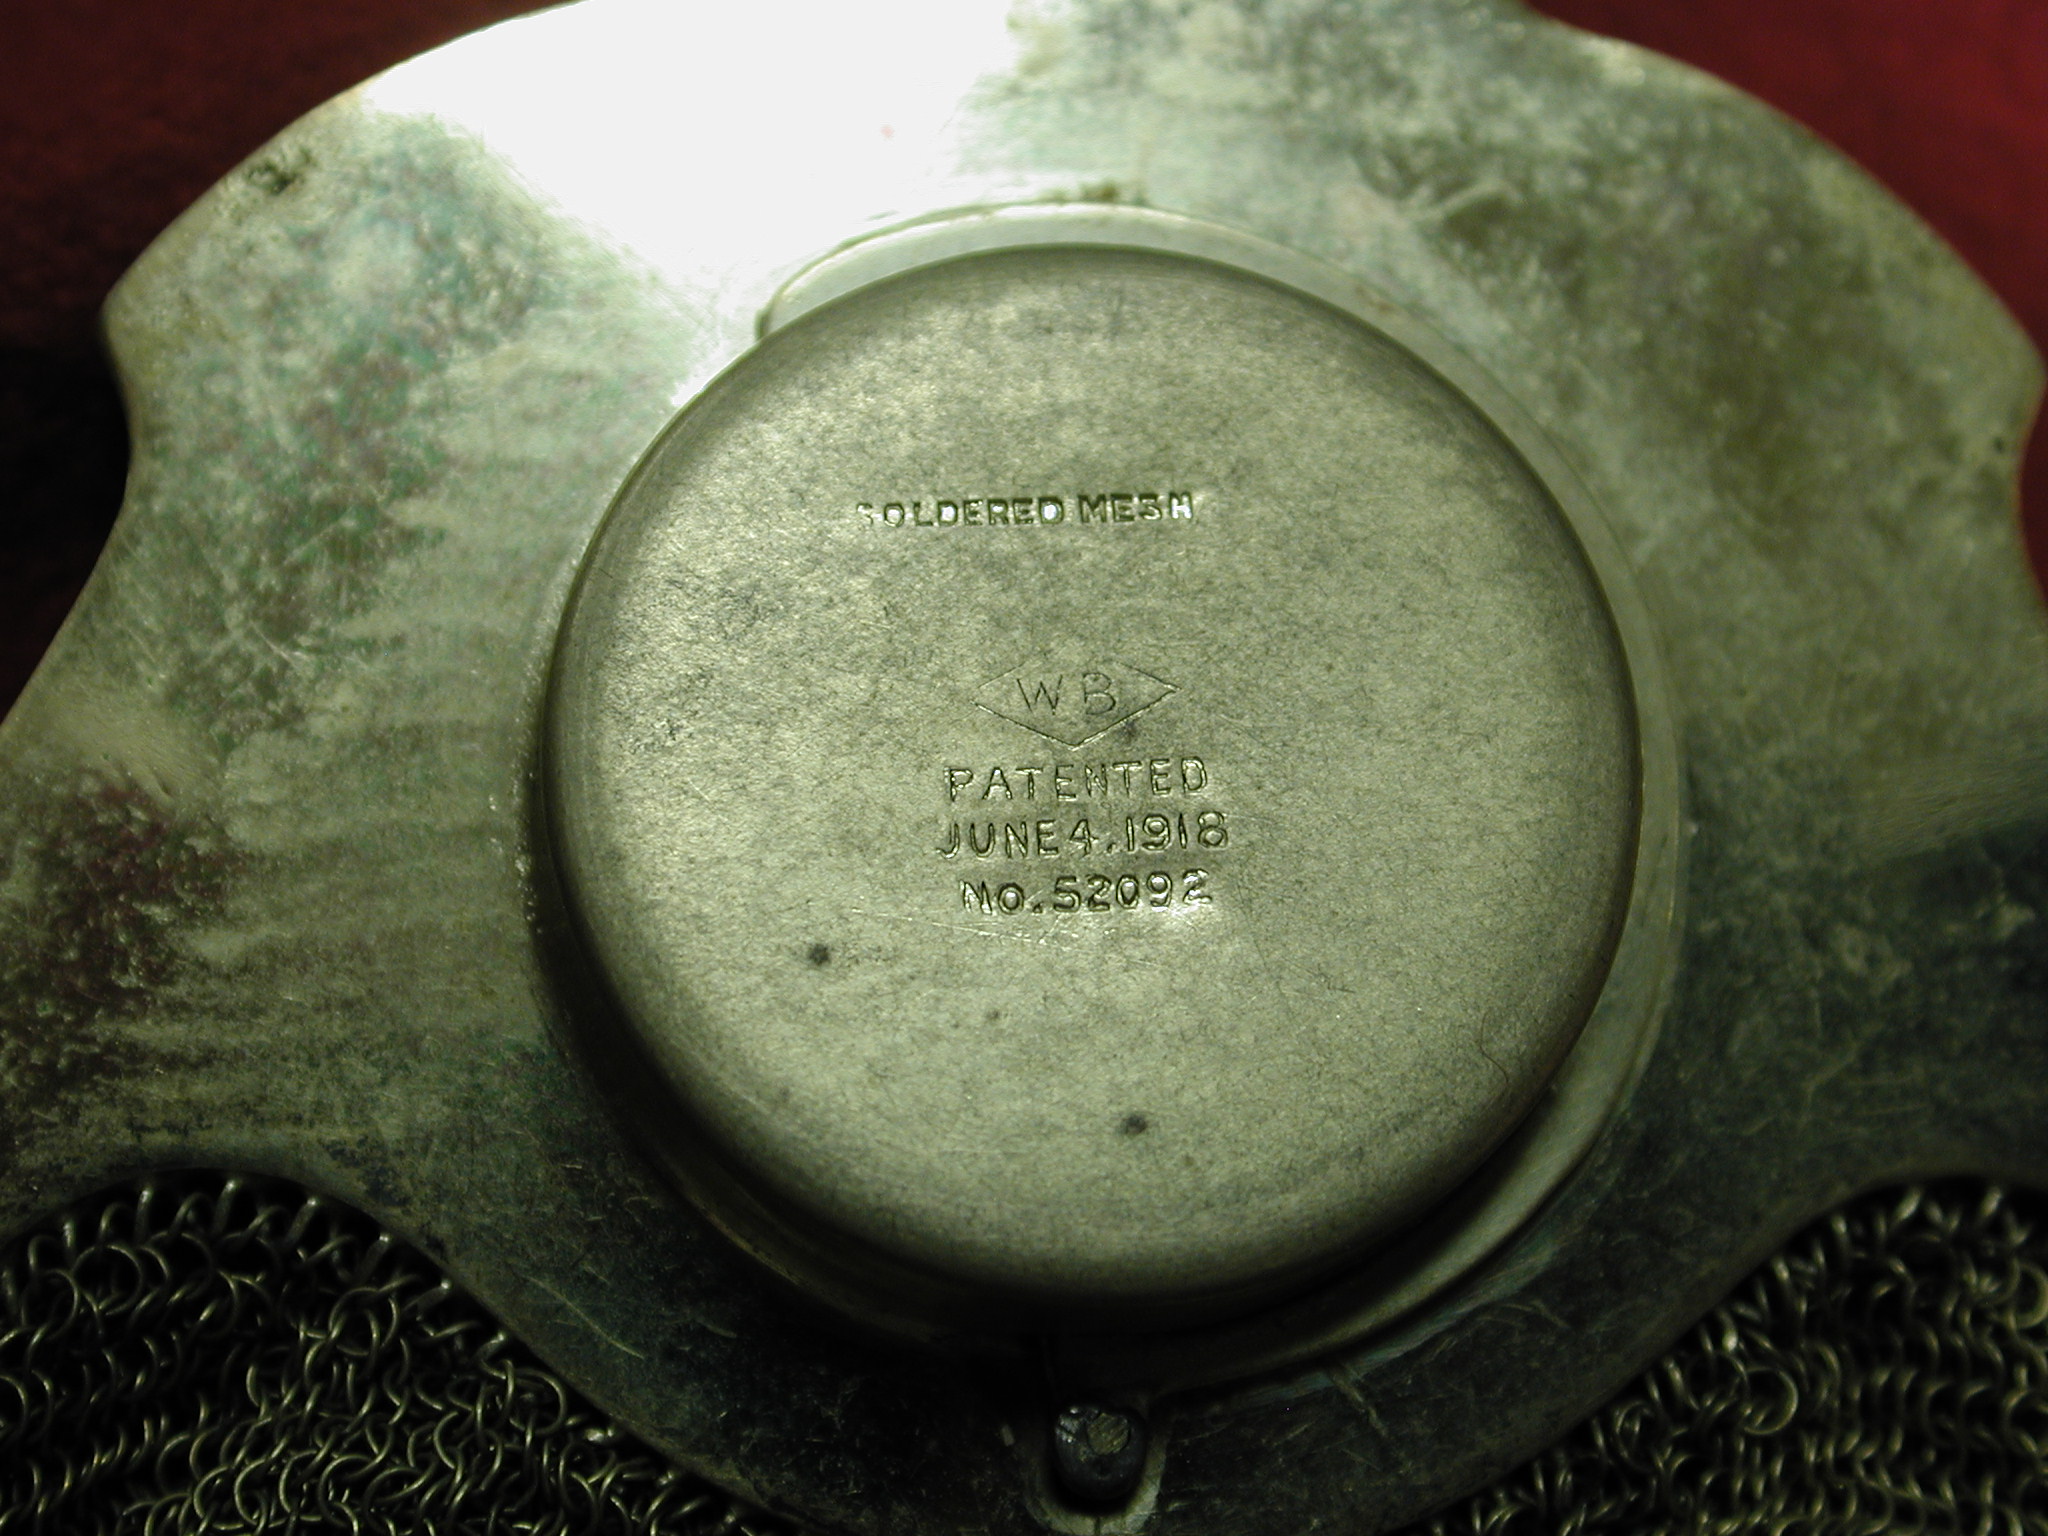 SOLDERED MESH
WB
PATENTED
JUNE 4, 1918
NO. 52092